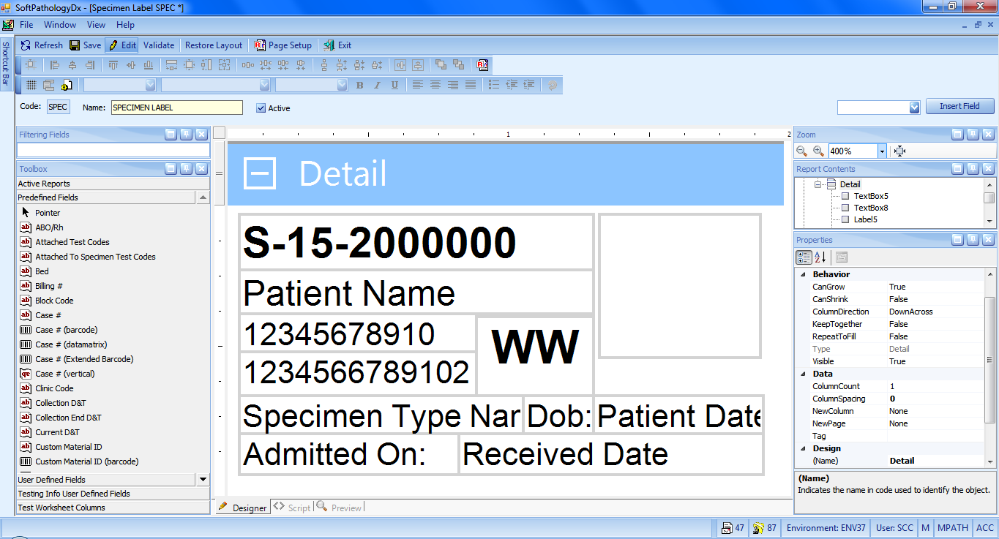 SoftPathologyDx - [Specimen Label SPEC *]
File Window View Help
Shortcut Bar
Refresh Save Edit Validate Restore Layout Page Setup Exit
B I U
Code: SPEC Name: SPECIMEN LABEL Active Insert Field
Filtering Fields
Toolbox
Active Reports
Predefined Fields
Pointer
ABO/Rh
Attached Test Codes
Attached To Specimen Test Codes
Bed
Billing #
Block Code
Case #
Case # (barcode)
Case # (datamatrix)
Case # (Extended Barcode)
Case # (vertical)
Clinic Code
Collection D&T
Collection End D&T
Current D&T
Custom Material ID
Custom Material ID (barcode)
User Defined Fields
Testing Info User Defined Fields
Test Worksheet Columns
1 2
Detail
S-15-2000000
Patient Name
12345678910
WW
1234566789102
Specimen Type Nar Dob: Patient Date
Admitted On: Received Date
Designer Script Preview
Zoom
400%
Report Contents
Detail
TextBox5
TextBox8
Label5
Properties
Behavior
CanGrow True
CanShrink False
ColumnDirection DownAcross
KeepTogether False
RepeatToFill False
Type Detail
Visible True
Data
ColumnCount 1
ColumnSpacing 0
NewColumn None
NewPage None
Tag
Design
(Name) Detail
(Name)
Indicates the name in code used to identify the object.
47 87 Environment: ENV37 User: SCC M MPATH ACC